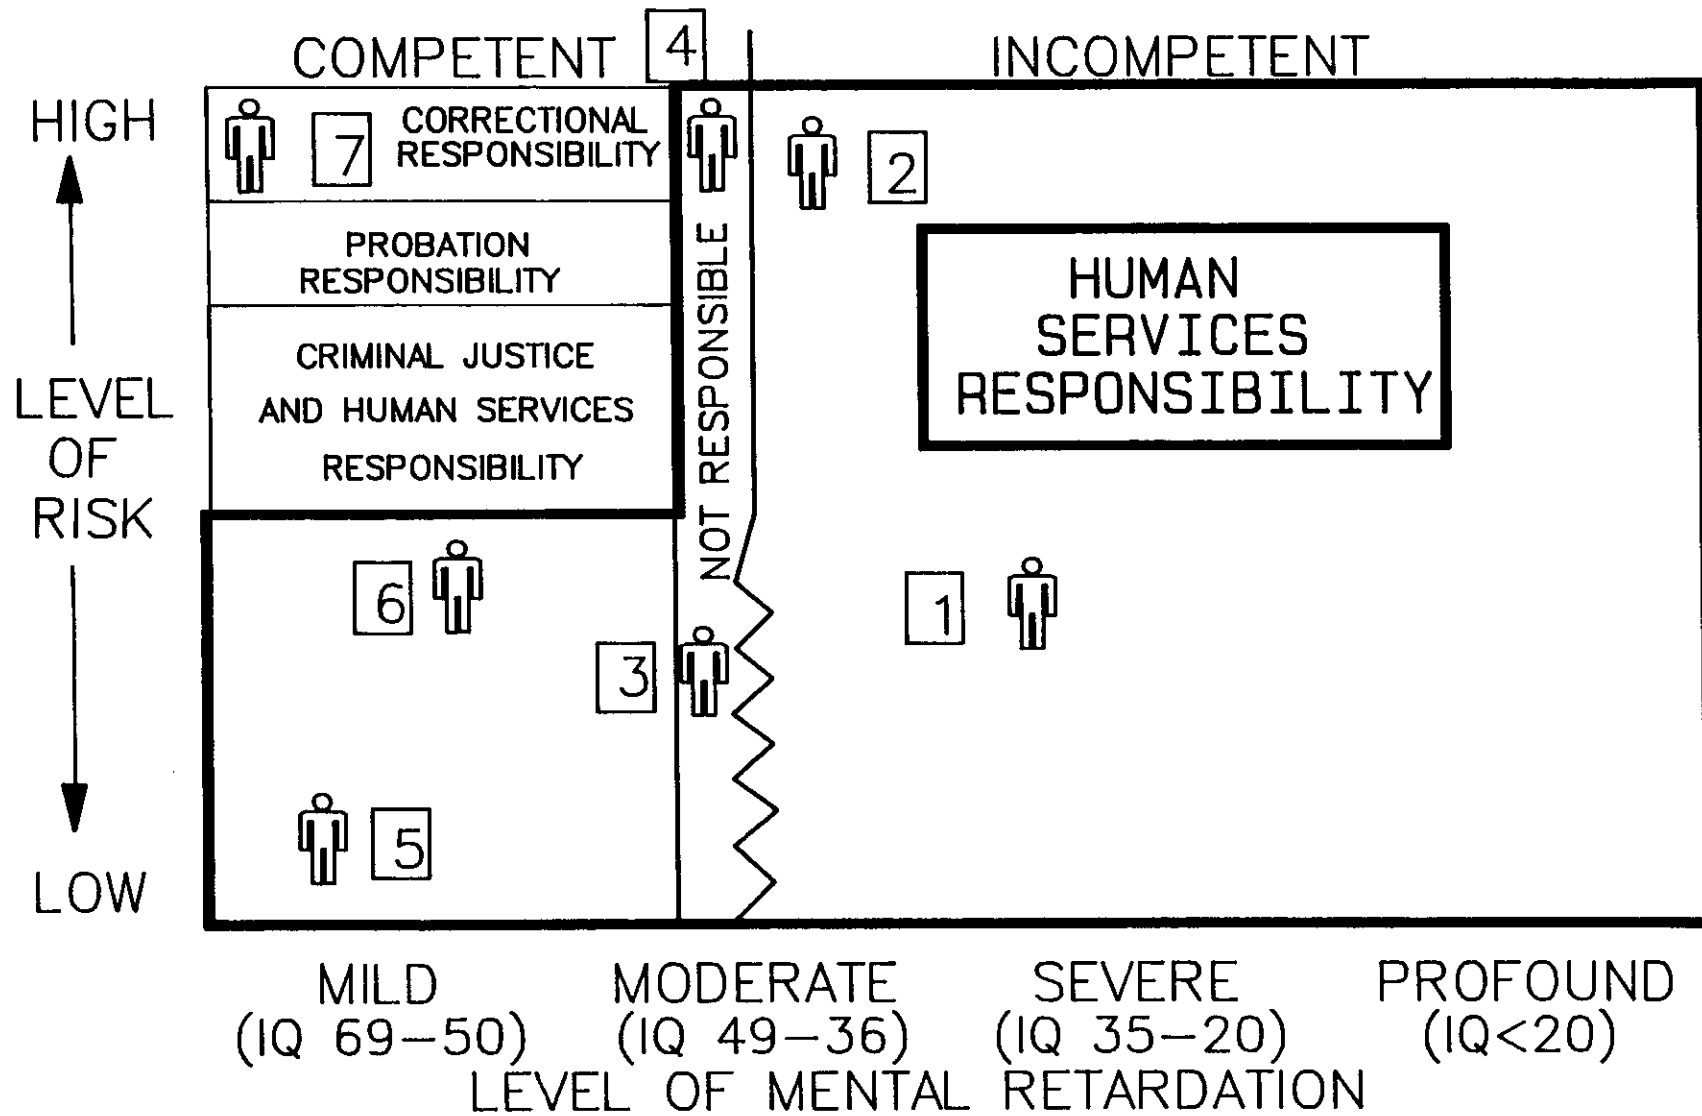 COMPETENT
4
INCOMPETENT
HIGH
7
CORRECTIONAL
RESPONSIBILITY
2
PROBATION
RESPONSIBILITY
NOT RESPONSIBLE
HUMAN
SERVICES
RESPONSIBILITY
CRIMINAL JUSTICE
AND HUMAN SERVICES
RESPONSIBILITY
LEVEL
OF
RISK
6
1
3
5
LOW
MILD
(IQ 69-50)
MODERATE
(IQ 49-36)
SEVERE
(IQ 35-20)
PROFOUND
(IQ<20)
LEVEL OF MENTAL RETARDATION